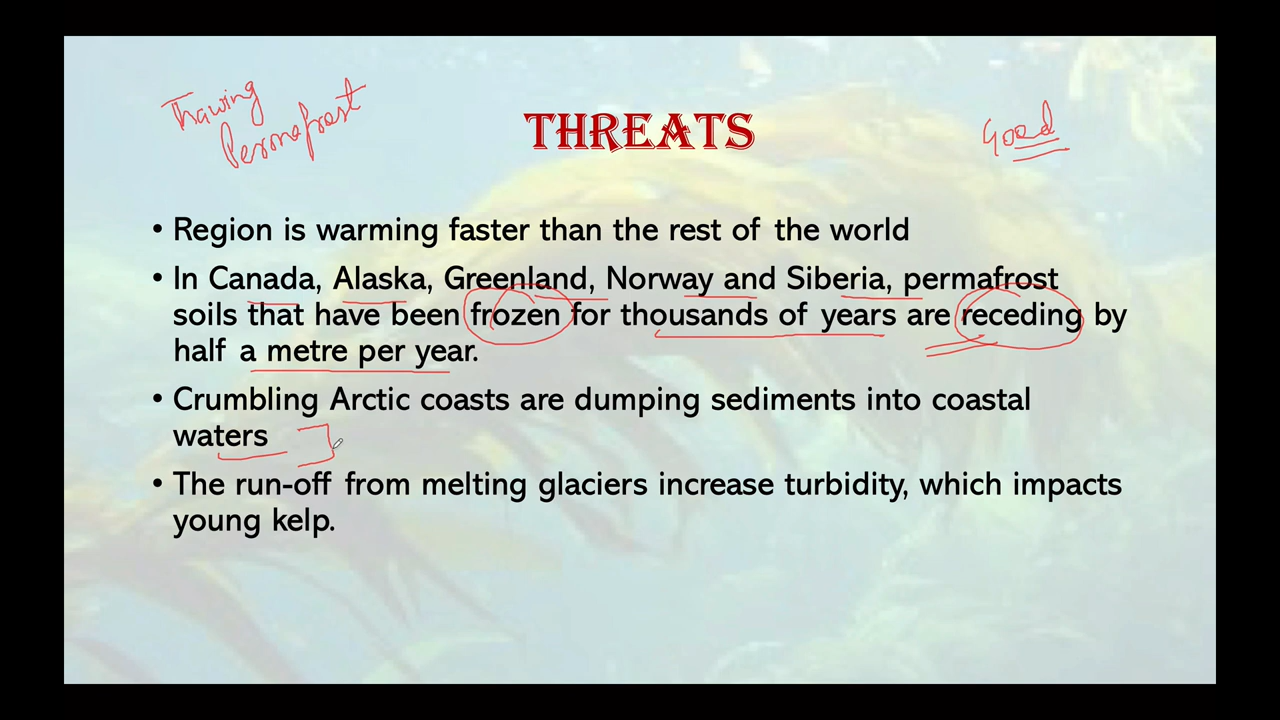 Thawing
Permafrost
THREATS
Good
• Region is warming faster than the rest of the world
• In Canada, Alaska, Greenland, Norway and Siberia, permafrost
soils that have been frozen for thousands of years are receding by
half a metre per year.
• Crumbling Arctic coasts are dumping sediments into coastal
waters
• The run-off from melting glaciers increase turbidity, which impacts
young kelp.